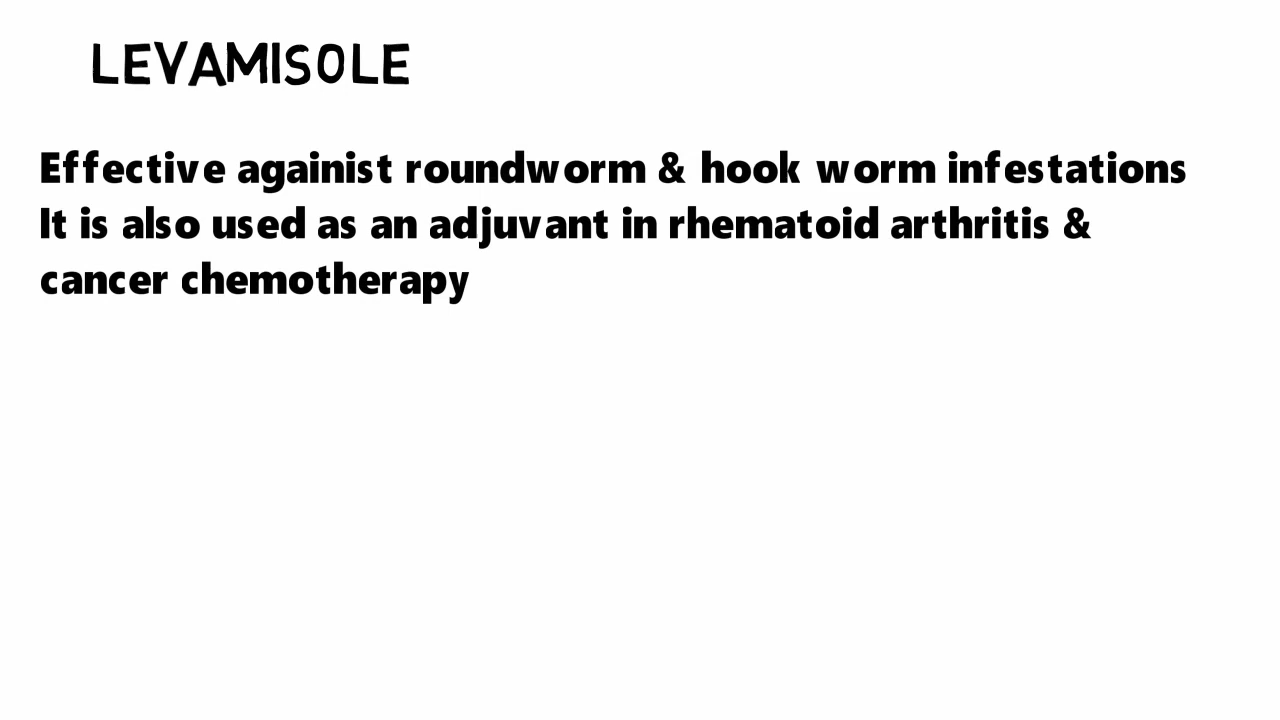 LEVAMISOLE
Effective againist roundworm & hook worm infestations
It is also used as an adjuvant in rhematoid arthritis &
cancer chemotherapy